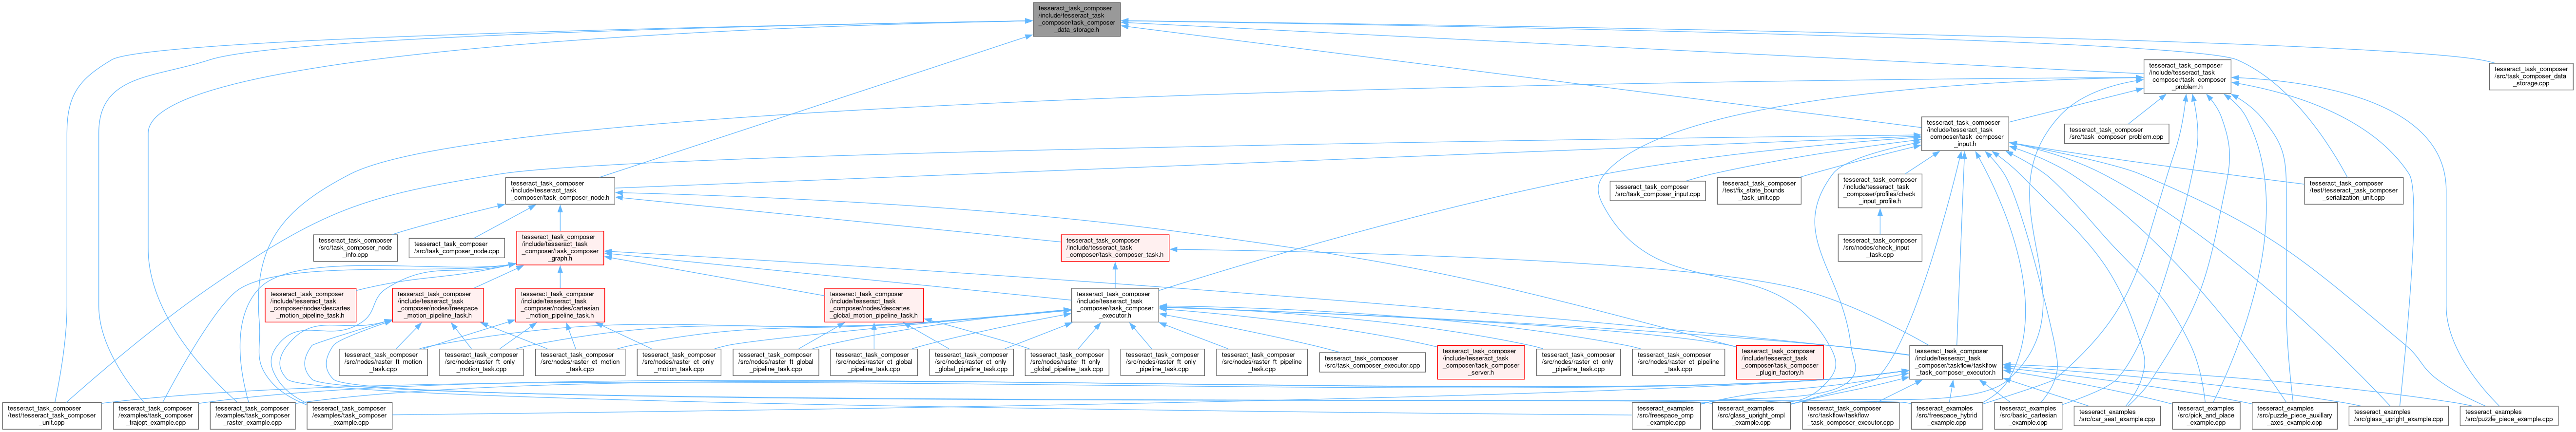 tesseract_task_composer
/include/tesseract_task
_composer/task_composer
_data_storage.h
tesseract_task_composer
/include/tesseract_task
_composer/task_composer
_problem.h
tesseract_task_composer
/src/task_composer_data
_storage.cpp
tesseract_task_composer
/include/tesseract_task
_composer/task_composer
_input.h
tesseract_task_composer
/src/task_composer_problem.cpp
tesseract_task_composer
/include/tesseract_task
_composer/task_composer_node.h
tesseract_task_composer
/src/task_composer_input.cpp
tesseract_task_composer
/test/fix_state_bounds
_task_unit.cpp
tesseract_task_composer
/include/tesseract_task
_composer/profiles/check
_input_profile.h
tesseract_task_composer
/test/tesseract_task_composer
_serialization_unit.cpp
tesseract_task_composer
/src/task_composer_node
_info.cpp
tesseract_task_composer
/src/task_composer_node.cpp
tesseract_task_composer
/include/tesseract_task
_composer/task_composer
_graph.h
tesseract_task_composer
/include/tesseract_task
_composer/task_composer_task.h
tesseract_task_composer
/src/nodes/check_input
_task.cpp
tesseract_task_composer
/include/tesseract_task
_composer/nodes/descartes
_motion_pipeline_task.h
tesseract_task_composer
/include/tesseract_task
_composer/nodes/freespace
_motion_pipeline_task.h
tesseract_task_composer
/include/tesseract_task
_composer/nodes/cartesian
_motion_pipeline_task.h
tesseract_task_composer
/include/tesseract_task
_composer/nodes/descartes
_global_motion_pipeline_task.h
tesseract_task_composer
/include/tesseract_task
_composer/task_composer
_executor.h
tesseract_task_composer
/src/nodes/raster_ft_motion
_task.cpp
tesseract_task_composer
/src/nodes/raster_ft_only
_motion_task.cpp
tesseract_task_composer
/src/nodes/raster_ct_motion
_task.cpp
tesseract_task_composer
/src/nodes/raster_ct_only
_motion_task.cpp
tesseract_task_composer
/src/nodes/raster_ft_global
_pipeline_task.cpp
tesseract_task_composer
/src/nodes/raster_ct_global
_pipeline_task.cpp
tesseract_task_composer
/src/nodes/raster_ct_only
_global_pipeline_task.cpp
tesseract_task_composer
/src/nodes/raster_ft_only
_global_pipeline_task.cpp
tesseract_task_composer
/src/nodes/raster_ft_only
_pipeline_task.cpp
tesseract_task_composer
/src/nodes/raster_ft_pipeline
_task.cpp
tesseract_task_composer
/src/task_composer_executor.cpp
tesseract_task_composer
/include/tesseract_task
_composer/task_composer
_server.h
tesseract_task_composer
/src/nodes/raster_ct_only
_pipeline_task.cpp
tesseract_task_composer
/src/nodes/raster_ct_pipeline
_task.cpp
tesseract_task_composer
/include/tesseract_task
_composer/task_composer
_plugin_factory.h
tesseract_task_composer
/include/tesseract_task
_composer/taskflow/taskflow
_task_composer_executor.h
tesseract_task_composer
/test/tesseract_task_composer
_unit.cpp
tesseract_task_composer
/examples/task_composer
_trajopt_example.cpp
tesseract_task_composer
/examples/task_composer
_raster_example.cpp
tesseract_task_composer
/examples/task_composer
_example.cpp
tesseract_examples
/src/freespace_ompl
_example.cpp
tesseract_examples
/src/glass_upright_ompl
_example.cpp
tesseract_task_composer
/src/taskflow/taskflow
_task_composer_executor.cpp
tesseract_examples
/src/freespace_hybrid
_example.cpp
tesseract_examples
/src/basic_cartesian
_example.cpp
tesseract_examples
/src/car_seat_example.cpp
tesseract_examples
/src/pick_and_place
_example.cpp
tesseract_examples
/src/puzzle_piece_auxillary
_axes_example.cpp
tesseract_examples
/src/glass_upright_example.cpp
tesseract_examples
/src/puzzle_piece_example.cpp